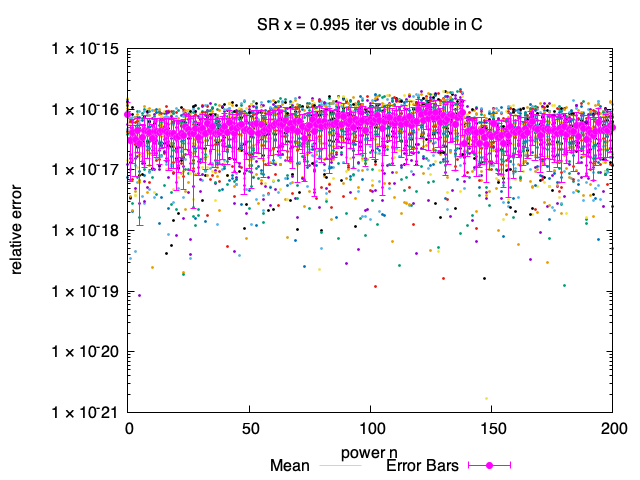 SR x = 0.995 iter vs double in C
1 × 10-15
1 × 10-16
1 × 10-17
1 × 10-18
1 × 10-19
1 × 10-20
1 × 10-21
relative error
0 50 100 150 200
power n
Mean Error Bars